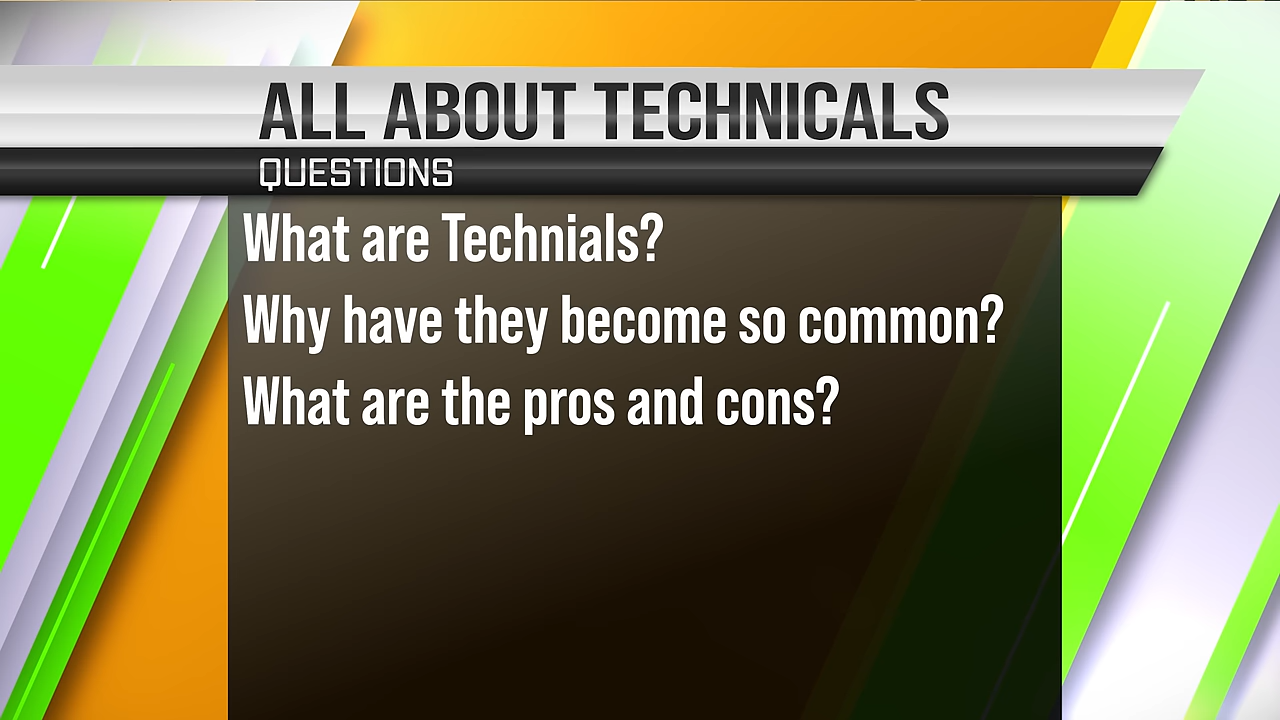 ALL ABOUT TECHNICALS
QUESTIONS
What are Technials?
Why have they become so common?
What are the pros and cons?